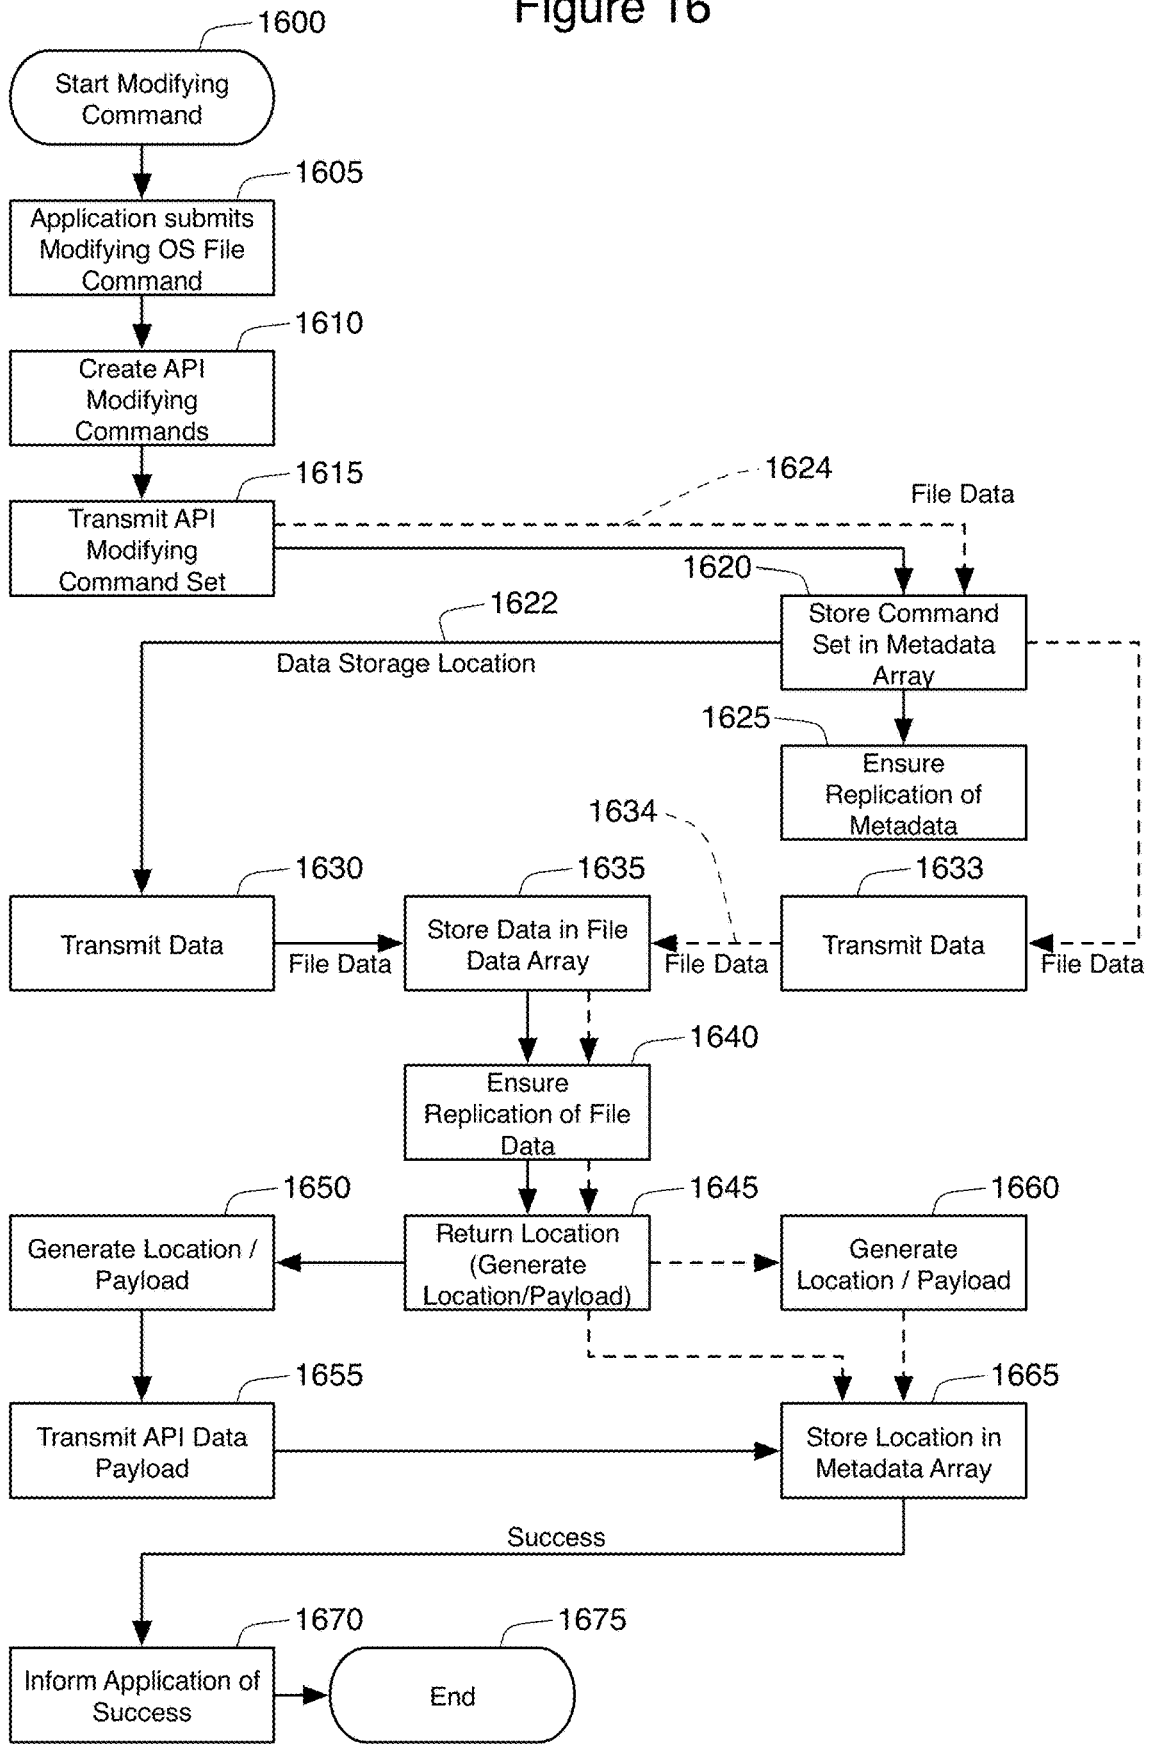 Figure 16
1600
Start Modifying
Command
1605
Application submits
Modifying OS File
Command
1610
Create API
Modifying
Commands
1615
Transmit API
Modifying
Command Set
1624
File Data
1620
Store Command
Set in Metadata
Array
1622
Data Storage Location
1625
Ensure
Replication of
Metadata
1634
1630
Transmit Data
File Data
1635
Store Data in File
Data Array
File Data
1633
Transmit Data
File Data
1640
Ensure
Replication of File
Data
1650
Generate Location /
Payload
1645
Return Location
(Generate
Location/Payload)
1660
Generate
Location / Payload
1655
Transmit API Data
Payload
1665
Store Location in
Metadata Array
Success
1670
Inform Application of
Success
1675
End